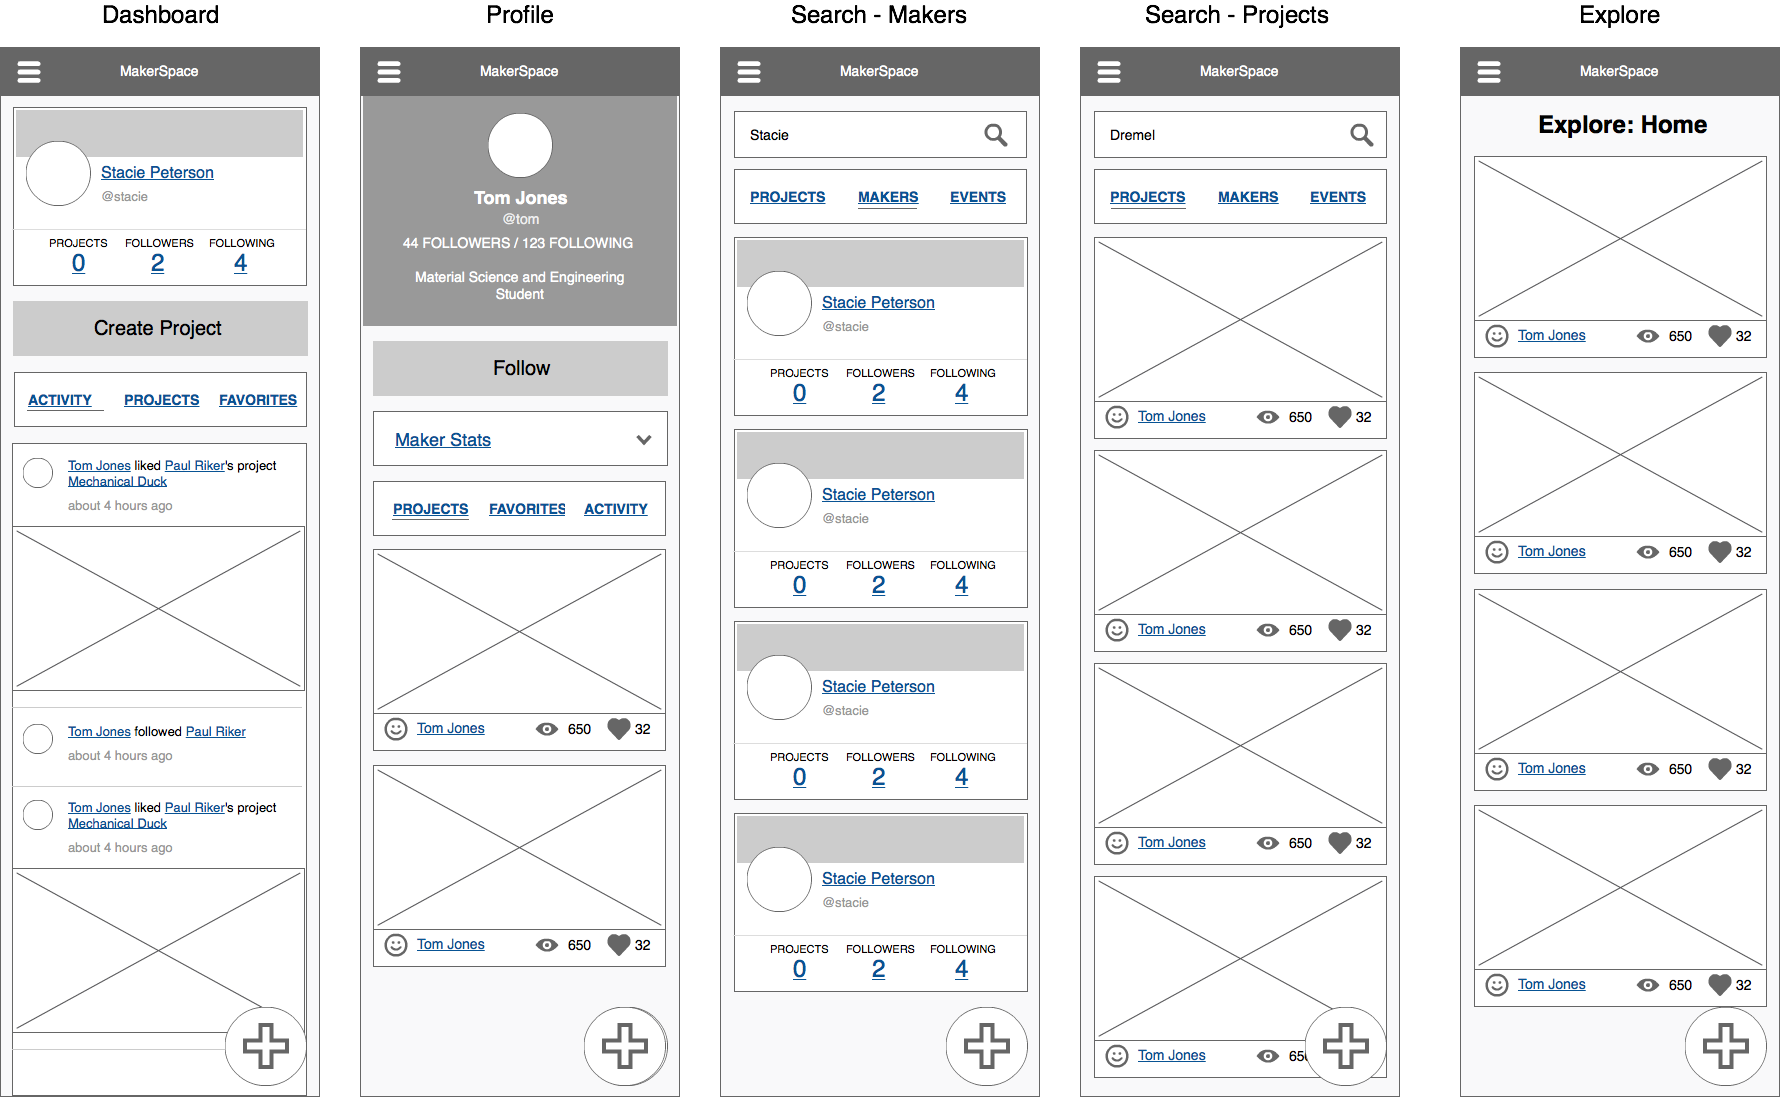 Dashboard
MakerSpace
Stacie Peterson
@stacie
PROJECTS FOLLOWERS FOLLOWING
0 2 4
Create Project
ACTIVITY PROJECTS FAVORITES
Tom Jones liked Paul Riker's project
Mechanical Duck
about 4 hours ago
Tom Jones followed Paul Riker
about 4 hours ago
Tom Jones liked Paul Riker's project
Mechanical Duck
about 4 hours ago
Profile
MakerSpace
Tom Jones
@tom
44 FOLLOWERS / 123 FOLLOWING
Material Science and Engineering
Student
Follow
Maker Stats
PROJECTS FAVORITES ACTIVITY
Tom Jones 650 32
Tom Jones 650 32
Search - Makers
MakerSpace
Stacie
PROJECTS MAKERS EVENTS
Stacie Peterson
@stacie
PROJECTS FOLLOWERS FOLLOWING
0 2 4
Stacie Peterson
@stacie
PROJECTS FOLLOWERS FOLLOWING
0 2 4
Stacie Peterson
@stacie
PROJECTS FOLLOWERS FOLLOWING
0 2 4
Stacie Peterson
@stacie
PROJECTS FOLLOWERS FOLLOWING
0 2 4
Search - Projects
MakerSpace
Dremel
PROJECTS MAKERS EVENTS
Tom Jones 650 32
Tom Jones 650 32
Tom Jones 650 32
Tom Jones 65
Explore
MakerSpace
Explore: Home
Tom Jones 650 32
Tom Jones 650 32
Tom Jones 650 32
Tom Jones 650 32